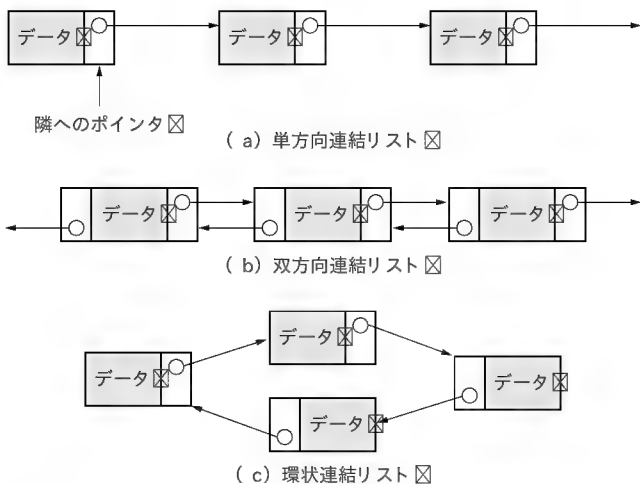 データ データ データ
隣へのポインタ
(a) 単方向連結リスト
データ データ データ
(b) 双方向連結リスト
データ
データ
データ
データ
(c) 環状連結リスト